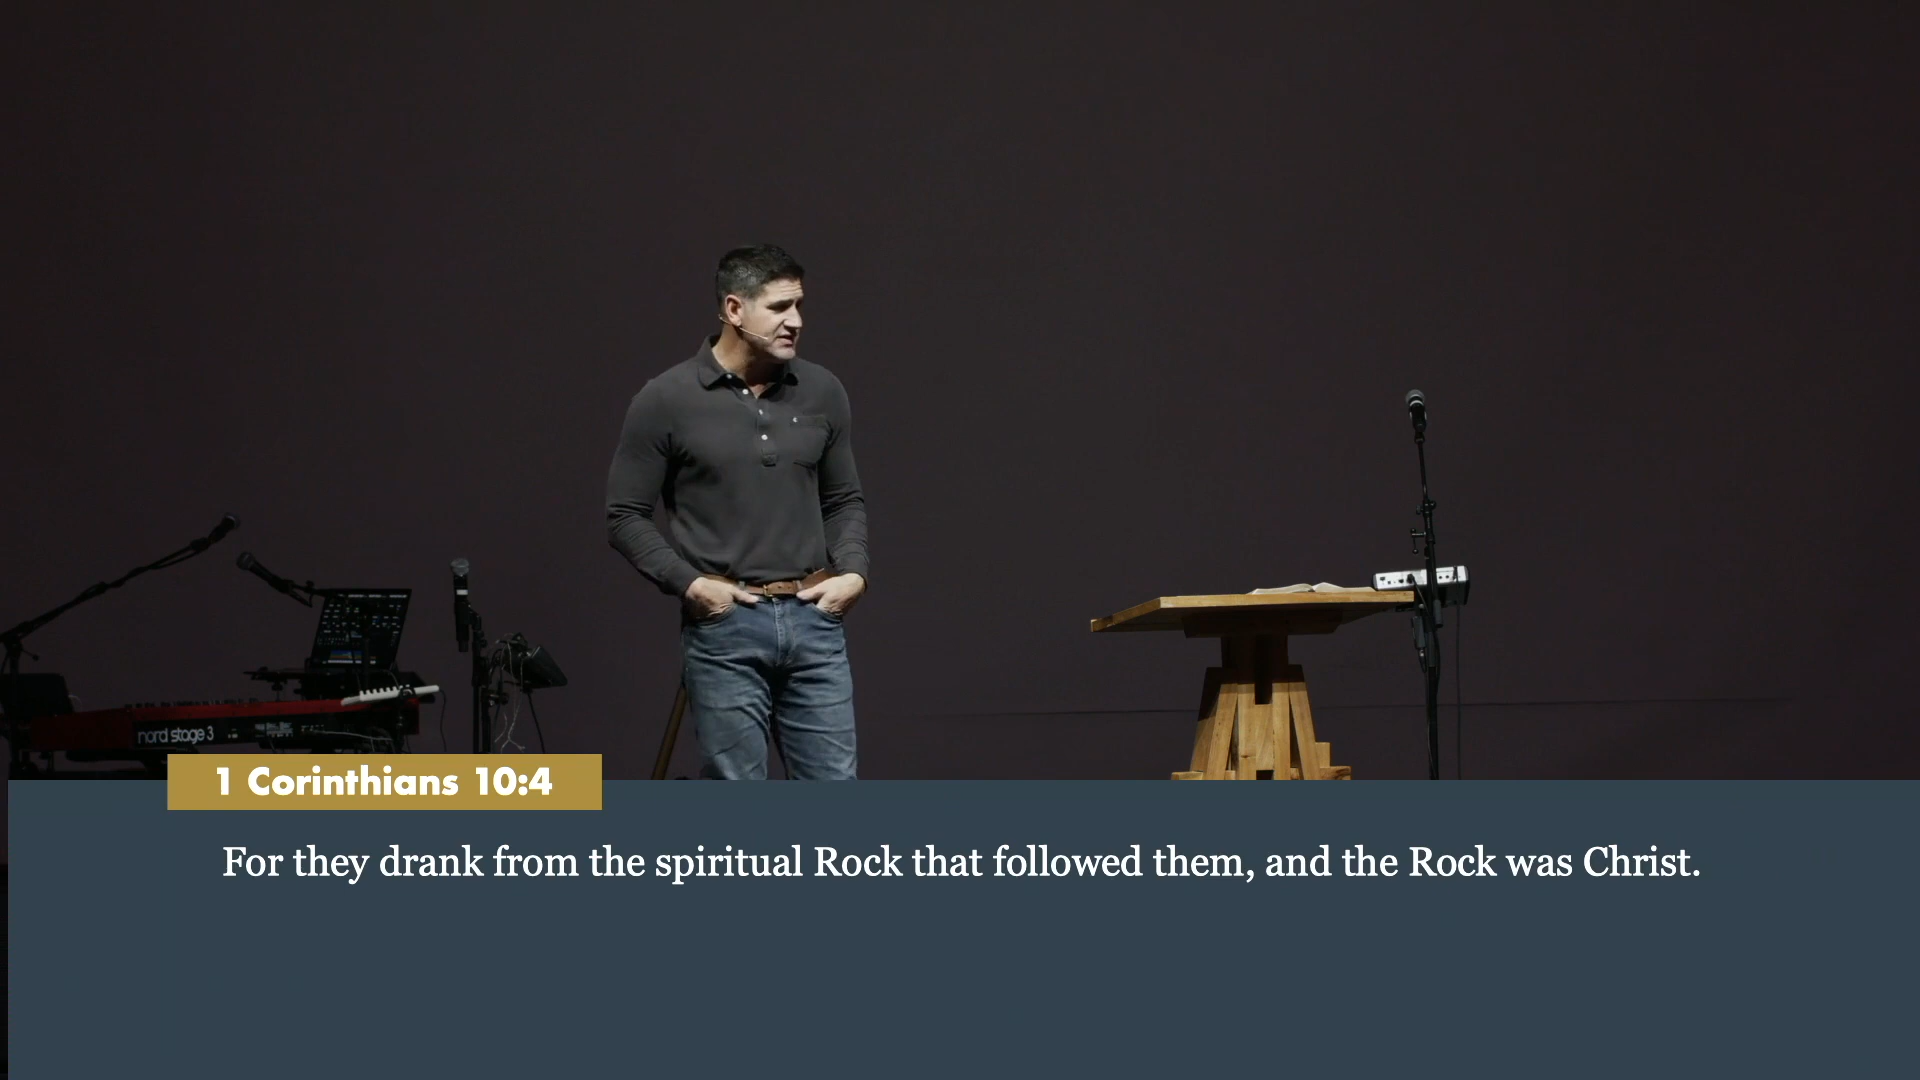 nord stage 3
1 Corinthians 10:4
For they drank from the spiritual Rock that followed them, and the Rock was Christ.